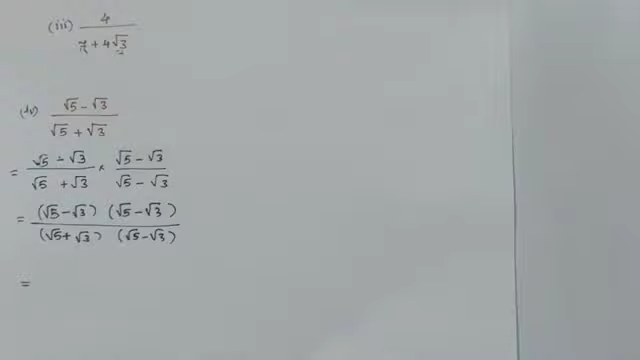 (iii) 4 / 7 + 4√3
(iv) √5 - √3 / √5 + √3
= √5 - √3 / √5 + √3 × √5 - √3 / √5 - √3
= (√5 - √3) (√5 - √3) / (√5 + √3) (√5 - √3)
=